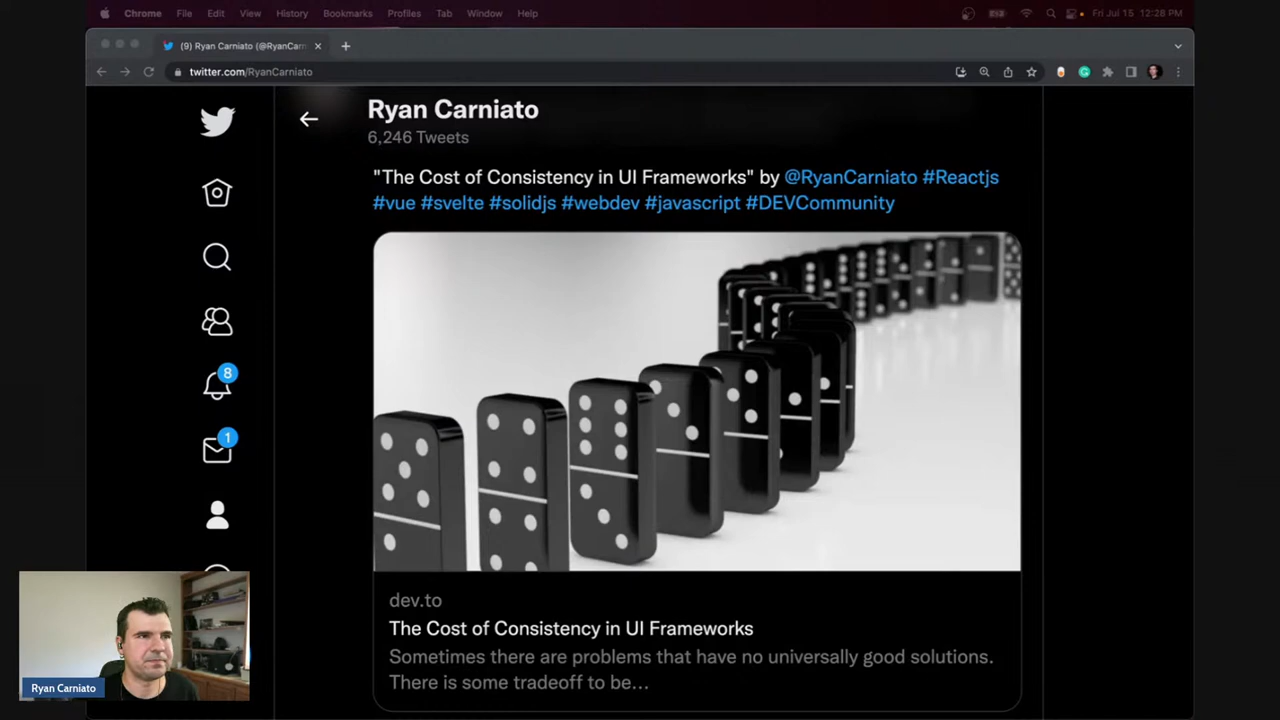 Chrome File Edit View History Bookmarks Profiles Tab Window Help Fri Jul 15 12:28 PM
(9) Ryan Carniato (@RyanCarn
twitter.com/RyanCarniato
Ryan Carniato
6,246 Tweets
"The Cost of Consistency in UI Frameworks" by @RyanCarniato #Reactjs
#vue #svelte #solidjs #webdev #javascript #DEVCommunity
8
1
dev.to
The Cost of Consistency in UI Frameworks
Sometimes there are problems that have no universally good solutions.
There is some tradeoff to be...
Ryan Carniato